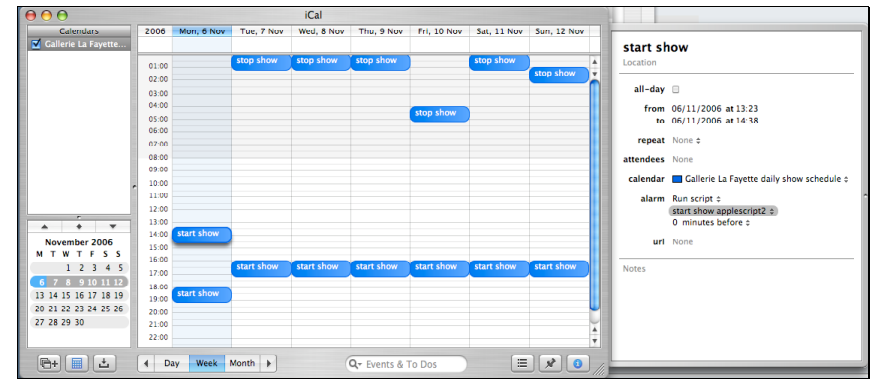 iCal
Calendars
Gallerie La Fayette...
2006 Mon, 6 Nov Tue, 7 Nov Wed, 8 Nov Thu, 9 Nov Fri, 10 Nov Sat, 11 Nov Sun, 12 Nov
stop show stop show stop show stop show
01:00
stop show
02:00
03:00
04:00
stop show
05:00
06:00
07:00
08:00
09:00
10:00
11:00
12:00
13:00
start show
14:00
15:00
16:00
start show start show start show start show start show start show
17:00
18:00
start show
19:00
20:00
21:00
22:00
November 2006
M T W T F S S
1 2 3 4 5
6 7 8 9 10 11 12
13 14 15 16 17 18 19
20 21 22 23 24 25 26
27 28 29 30
Day Week Month
Events & To Dos
start show
Location
all-day
from 06/11/2006 at 13:23
to 06/11/2006 at 14:38
repeat None
attendees None
calendar Gallerie La Fayette daily show schedule
alarm Run script
start show applescript2
0 minutes before
url None
Notes